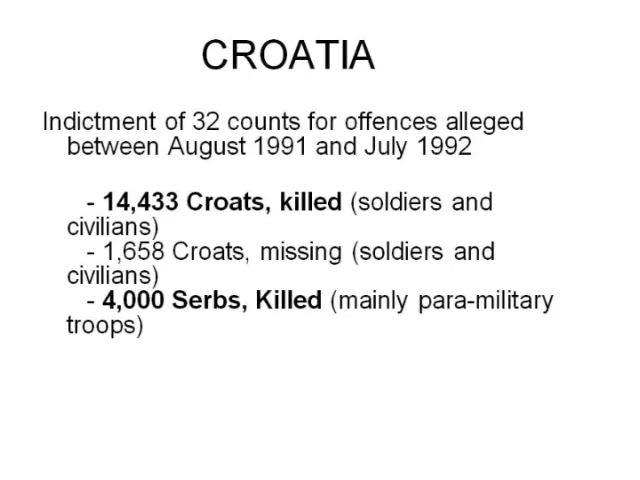 CROATIA
Indictment of 32 counts for offences alleged
between August 1991 and July 1992
- 14,433 Croats, killed (soldiers and
civilians)
- 1,658 Croats, missing (soldiers and
civilians)
- 4,000 Serbs, Killed (mainly para-military
troops)